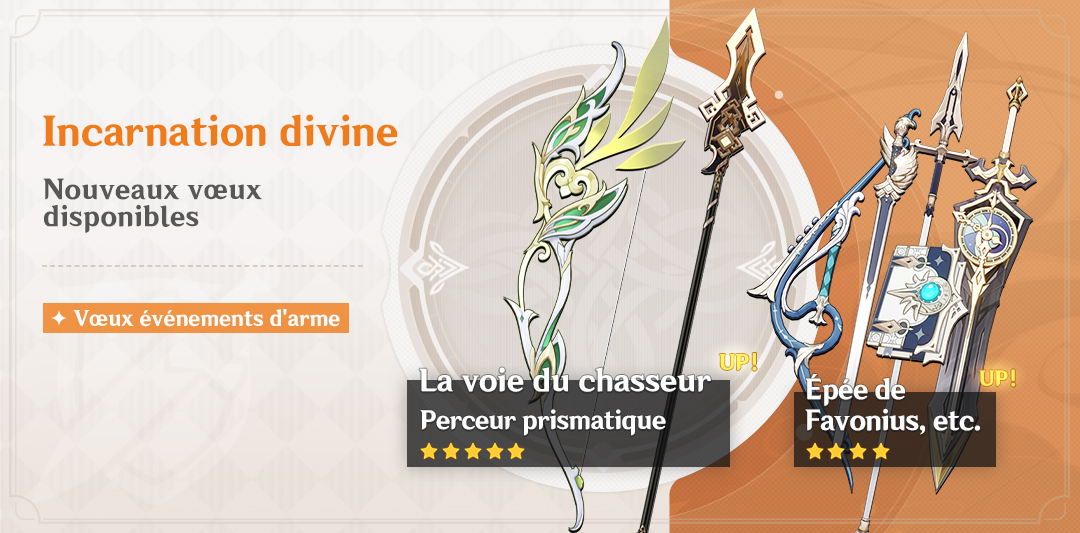 Incarnation divine
Nouveaux vœux
disponibles
✦ Vœux événements d'arme
UP!
La voie du chasseur
Perceur prismatique
★★★★★
UP!
Épée de
Favonius, etc.
★★★★